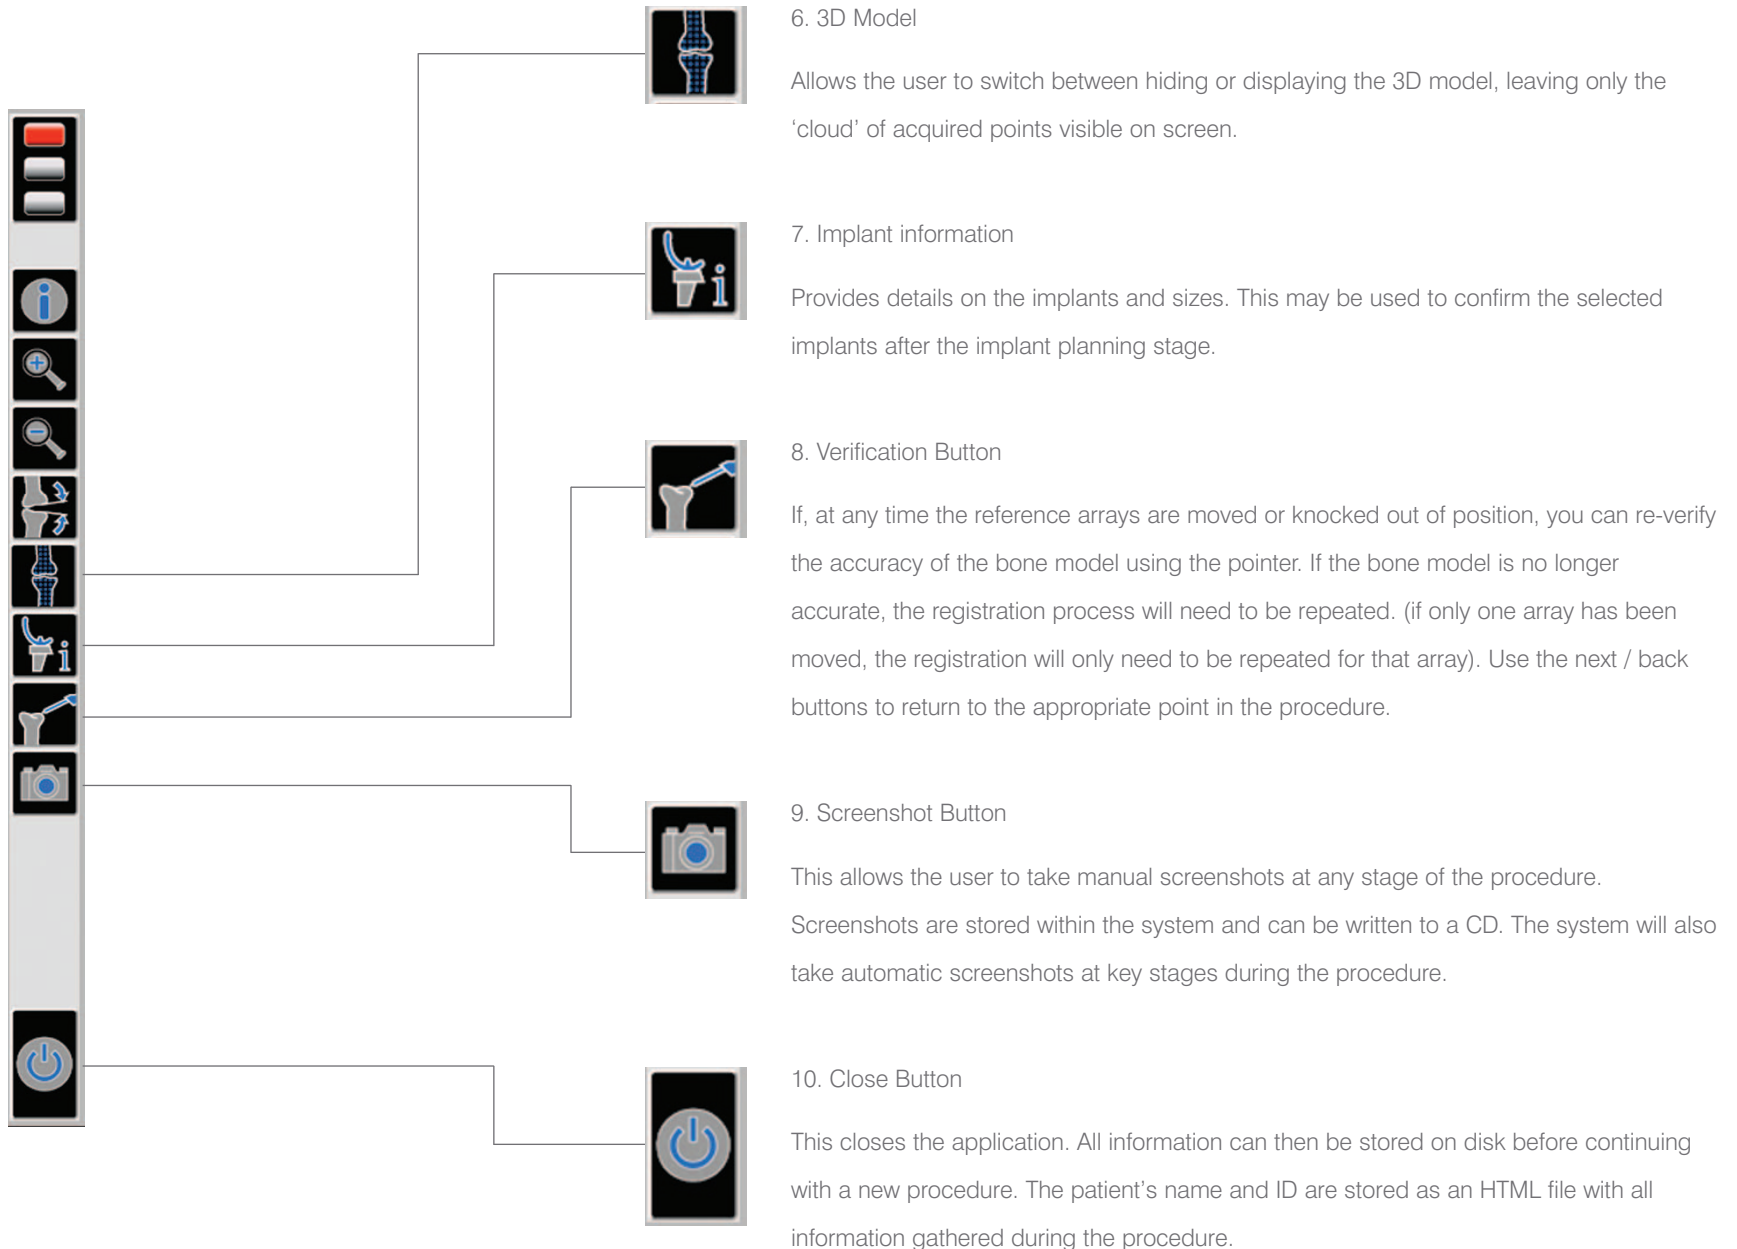 6. 3D Model
Allows the user to switch between hiding or displaying the 3D model, leaving only the
‘cloud’ of acquired points visible on screen.
7. Implant information
Provides details on the implants and sizes. This may be used to confirm the selected
implants after the implant planning stage.
8. Verification Button
If, at any time the reference arrays are moved or knocked out of position, you can re-verify
the accuracy of the bone model using the pointer. If the bone model is no longer
accurate, the registration process will need to be repeated. (if only one array has been
moved, the registration will only need to be repeated for that array). Use the next / back
buttons to return to the appropriate point in the procedure.
9. Screenshot Button
This allows the user to take manual screenshots at any stage of the procedure.
Screenshots are stored within the system and can be written to a CD. The system will also
take automatic screenshots at key stages during the procedure.
10. Close Button
This closes the application. All information can then be stored on disk before continuing
with a new procedure. The patient’s name and ID are stored as an HTML file with all
information gathered during the procedure.